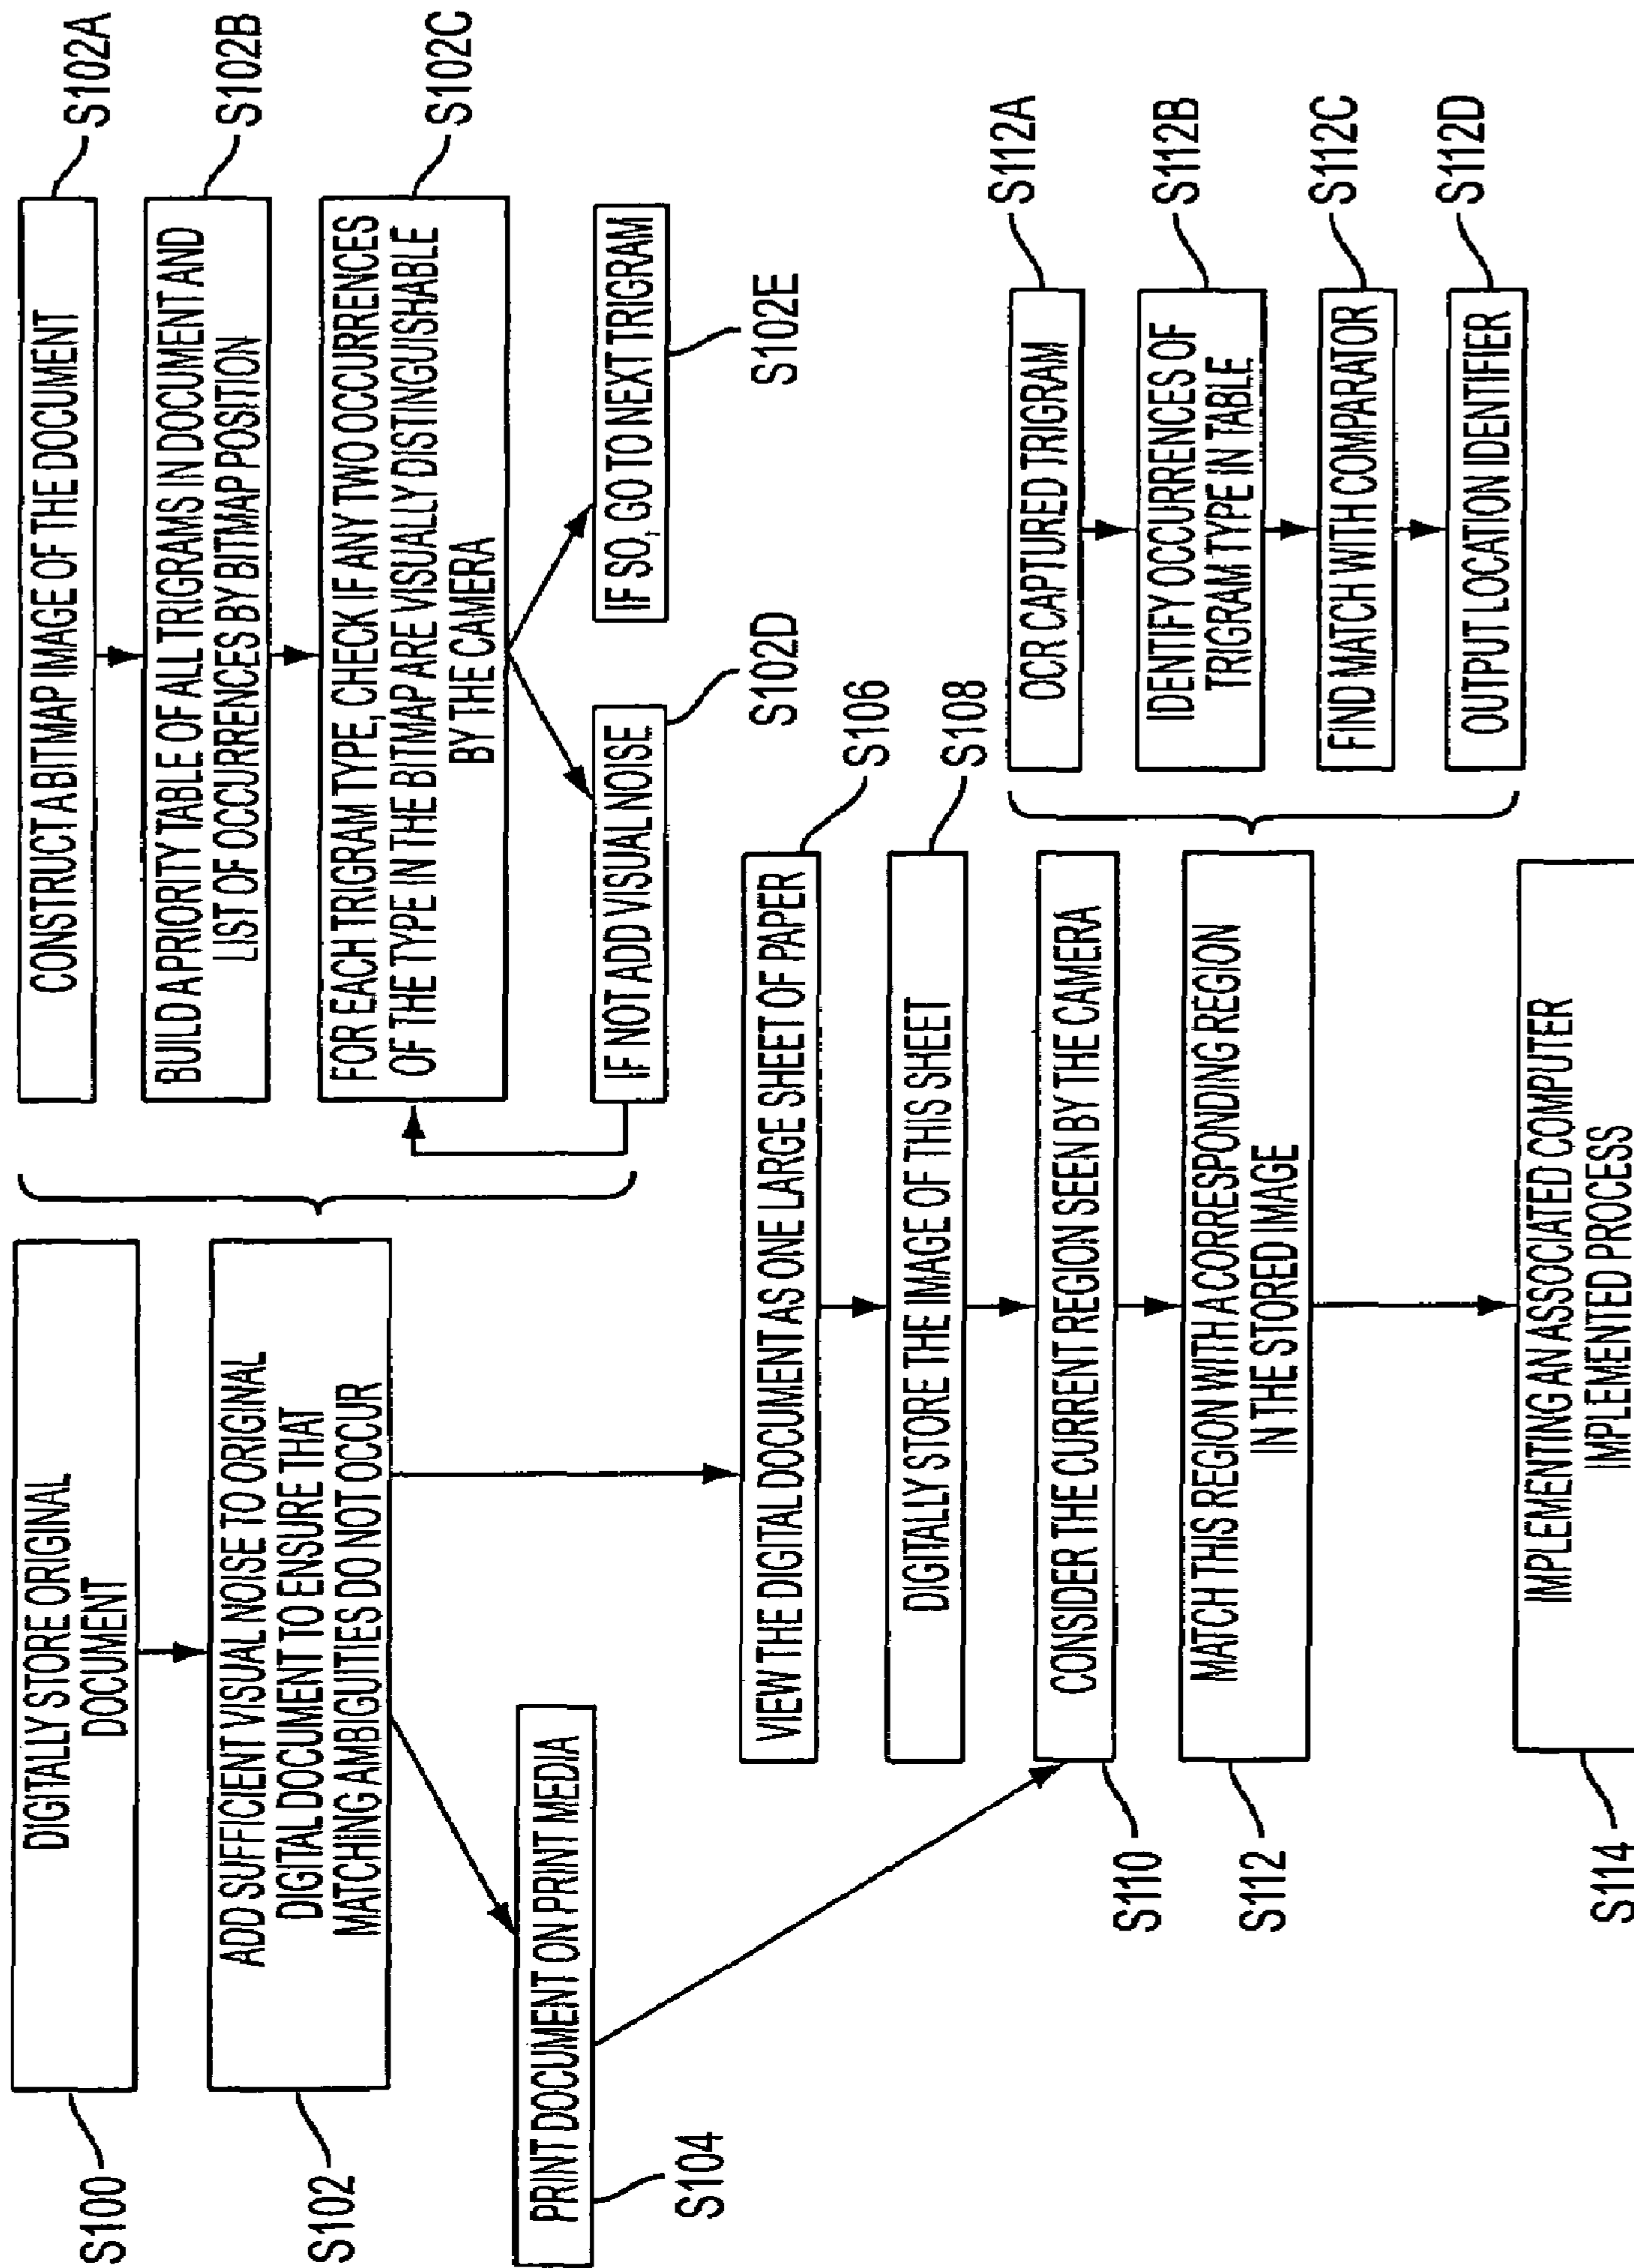 S100
DIGITALLY STORE ORIGINAL
DOCUMENT
S102
ADD SUFFICIENT VISUAL NOISE TO ORIGINAL
DIGITAL DOCUMENT TO ENSURE THAT
MATCHING AMBIGUITIES DO NOT OCCUR
CONSTRUCT A BITMAP IMAGE OF THE DOCUMENT
S102A
BUILD A PRIORITY TABLE OF ALL TRIGRAMS IN DOCUMENT AND
LIST OF OCCURRENCES BY BITMAP POSITION
S102B
FOR EACH TRIGRAM TYPE, CHECK IF ANY TWO OCCURRENCES
OF THE TYPE IN THE BITMAP ARE VISUALLY DISTINGUISHABLE
BY THE CAMERA
S102C
IF NOT ADD VISUAL NOISE
S102D
IF SO, GO TO NEXT TRIGRAM
S102E
PRINT DOCUMENT ON PRINT MEDIA
S104
VIEW THE DIGITAL DOCUMENT AS ONE LARGE SHEET OF PAPER
S106
DIGITALLY STORE THE IMAGE OF THIS SHEET
S108
CONSIDER THE CURRENT REGION SEEN BY THE CAMERA
S110
MATCH THIS REGION WITH A CORRESPONDING REGION
IN THE STORED IMAGE
S112
OCR CAPTURED TRIGRAM
S112A
IDENTIFY OCCURRENCES OF
TRIGRAM TYPE IN TABLE
S112B
FIND MATCH WITH COMPARATOR
S112C
OUTPUT LOCATION IDENTIFIER
S112D
IMPLEMENTING AN ASSOCIATED COMPUTER
IMPLEMENTED PROCESS
S114